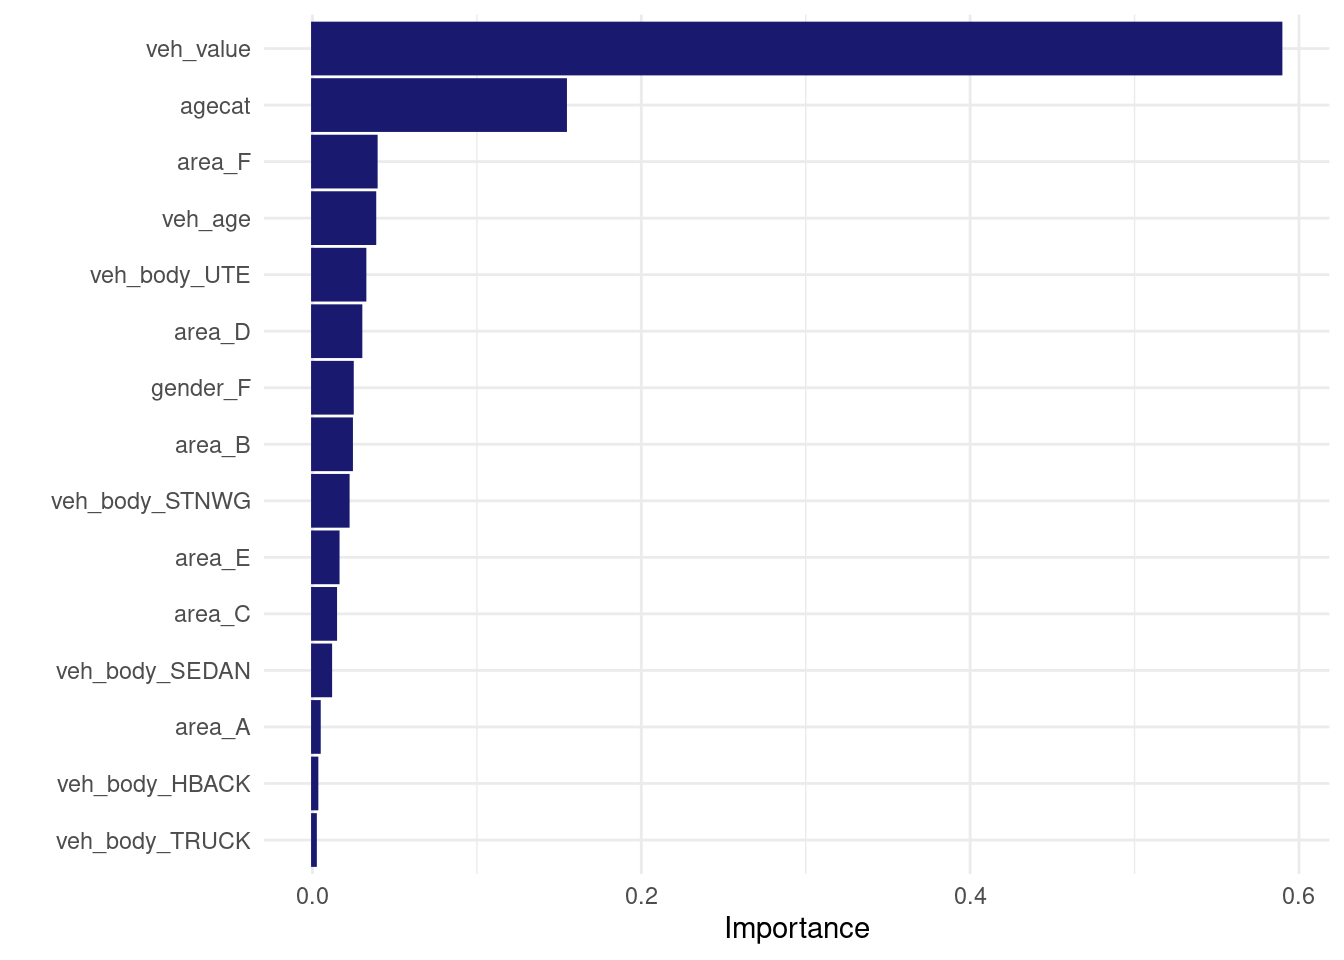 veh_value
agecat
area_F
veh_age
veh_body_UTE
area_D
gender_F
area_B
veh_body_STNWG
area_E
area_C
veh_body_SEDAN
area_A
veh_body_HBACK
veh_body_TRUCK
0.0 0.2 0.4 0.6
Importance